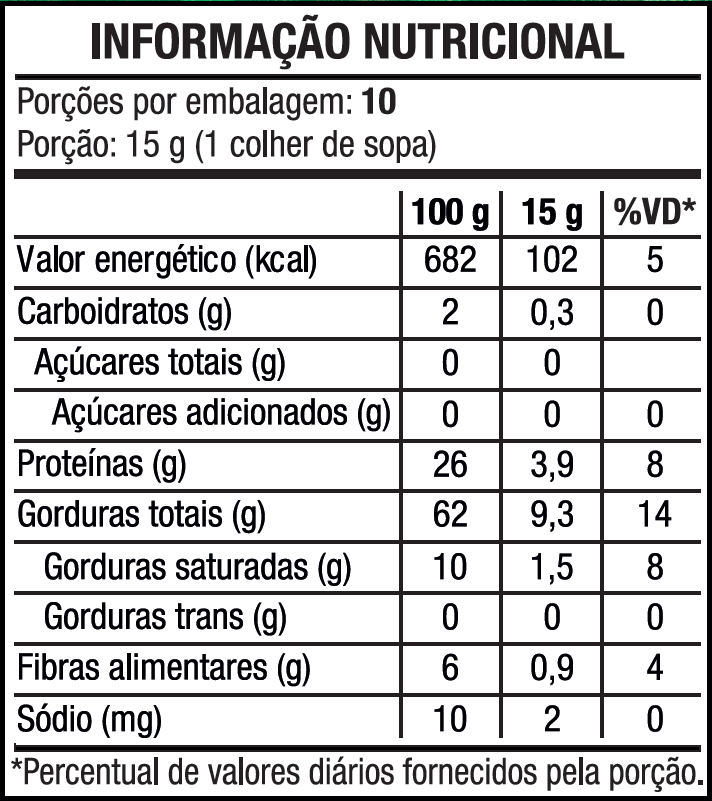 INFORMAÇÃO NUTRICIONAL
Porções por embalagem: 10
Porção: 15 g (1 colher de sopa)
100 g 15 g %VD*
Valor energético (kcal) 682 102 5
Carboidratos (g) 2 0,3 0
Açúcares totais (g) 0 0
Açúcares adicionados (g) 0 0 0
Proteínas (g) 26 3,9 8
Gorduras totais (g) 62 9,3 14
Gorduras saturadas (g) 10 1,5 8
Gorduras trans (g) 0 0 0
Fibras alimentares (g) 6 0,9 4
Sódio (mg) 10 2 0
*Percentual de valores diários fornecidos pela porção.